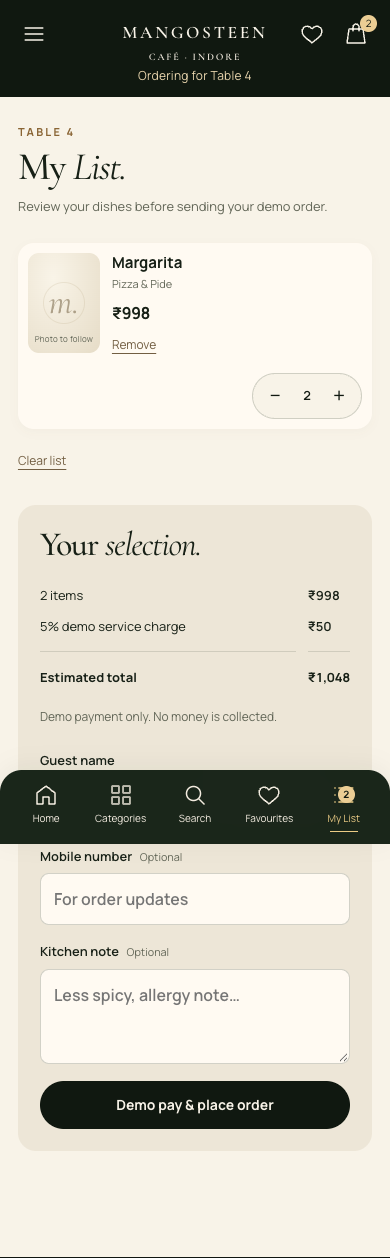 2
MANGOSTEEN
CAFÉ · INDORE
Ordering for Table 4
TABLE 4
My List.
Review your dishes before sending your demo order.
m.
Photo to follow
Margarita
Pizza & Pide
₹998
Remove
− 2 +
Clear list
Your selection.
2 items ₹998
5% demo service charge ₹50
Estimated total ₹1,048
Demo payment only. No money is collected.
Guest name
2
Home Categories Search Favourites My List
Mobile number Optional
For order updates
Kitchen note Optional
Less spicy, allergy note…
Demo pay & place order